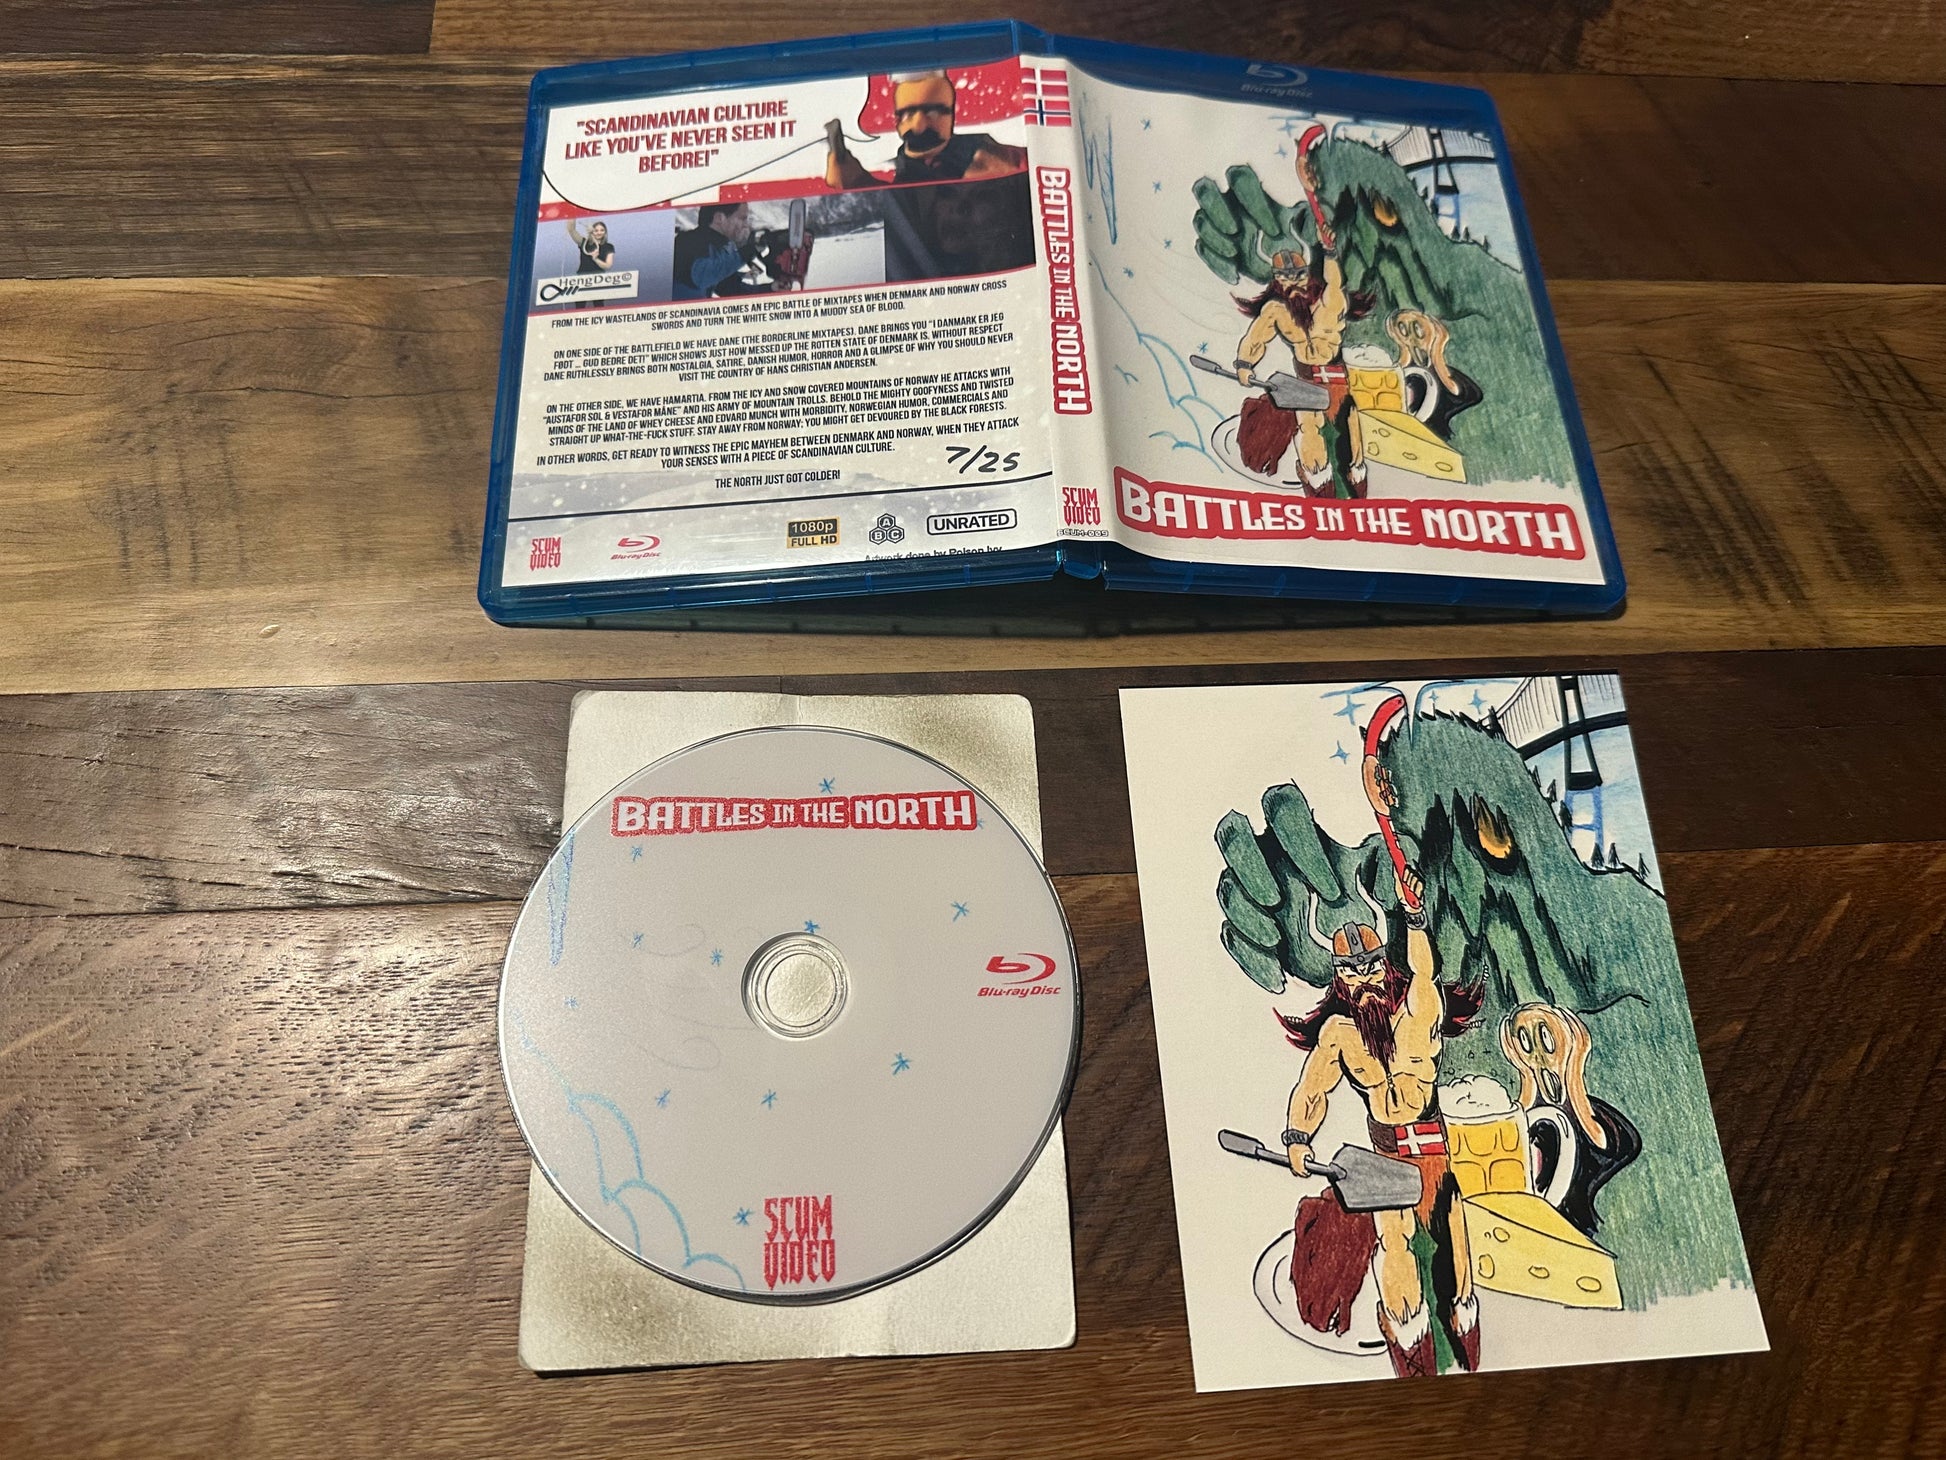 "SCANDINAVIAN CULTURE
LIKE YOU'VE NEVER SEEN IT
BEFORE!"
HengDeg©
FROM THE ICY WASTELANDS OF SCANDINAVIA COMES AN EPIC BATTLE OF MIXTAPES WHEN DENMARK AND NORWAY CROSS
SWORDS AND TURN THE WHITE SNOW INTO A MUDDY SEA OF BLOOD.
ON ONE SIDE OF THE BATTLEFIELD WE HAVE DANE (THE BORDERLINE MIXTAPES). DANE BRINGS YOU "I DANMARK ER JEG
FØDT ... GUD BEDRE DET!" WHICH SHOWS JUST HOW MESSED UP THE ROTTEN STATE OF DENMARK IS. WITHOUT RESPECT
DANE RUTHLESSLY BRINGS BOTH NOSTALGIA, SATIRE, DANISH HUMOR, HORROR AND A GLIMPSE OF WHY YOU SHOULD NEVER
VISIT THE COUNTRY OF HANS CHRISTIAN ANDERSEN.
ON THE OTHER SIDE, WE HAVE HAMARTIA. FROM THE ICY AND SNOW COVERED MOUNTAINS OF NORWAY HE ATTACKS WITH
"AUSTAFOR SOL & VESTAFOR MÅNE" AND HIS ARMY OF MOUNTAIN TROLLS. BEHOLD THE MIGHTY GOOFYNESS AND TWISTED
MINDS OF THE LAND OF WHEY CHEESE AND EDVARD MUNCH WITH MORBIDITY, NORWEGIAN HUMOR, COMMERCIALS AND
STRAIGHT UP WHAT-THE-FUCK STUFF. STAY AWAY FROM NORWAY; YOU MIGHT GET DEVOURED BY THE BLACK FORESTS.
IN OTHER WORDS, GET READY TO WITNESS THE EPIC MAYHEM BETWEEN DENMARK AND NORWAY, WHEN THEY ATTACK
YOUR SENSES WITH A PIECE OF SCANDINAVIAN CULTURE.
7/25
THE NORTH JUST GOT COLDER!
SCUM
VIDEO
Blu-ray Disc
1080p
FULL HD
A
B C
UNRATED
Artwork done by Poison Ivy
BATTLES IN THE NORTH
SCUM
VIDEO
SCUM-009
Blu-ray Disc
BATTLES IN THE NORTH
BATTLES IN THE NORTH
Blu-ray Disc
SCUM
VIDEO